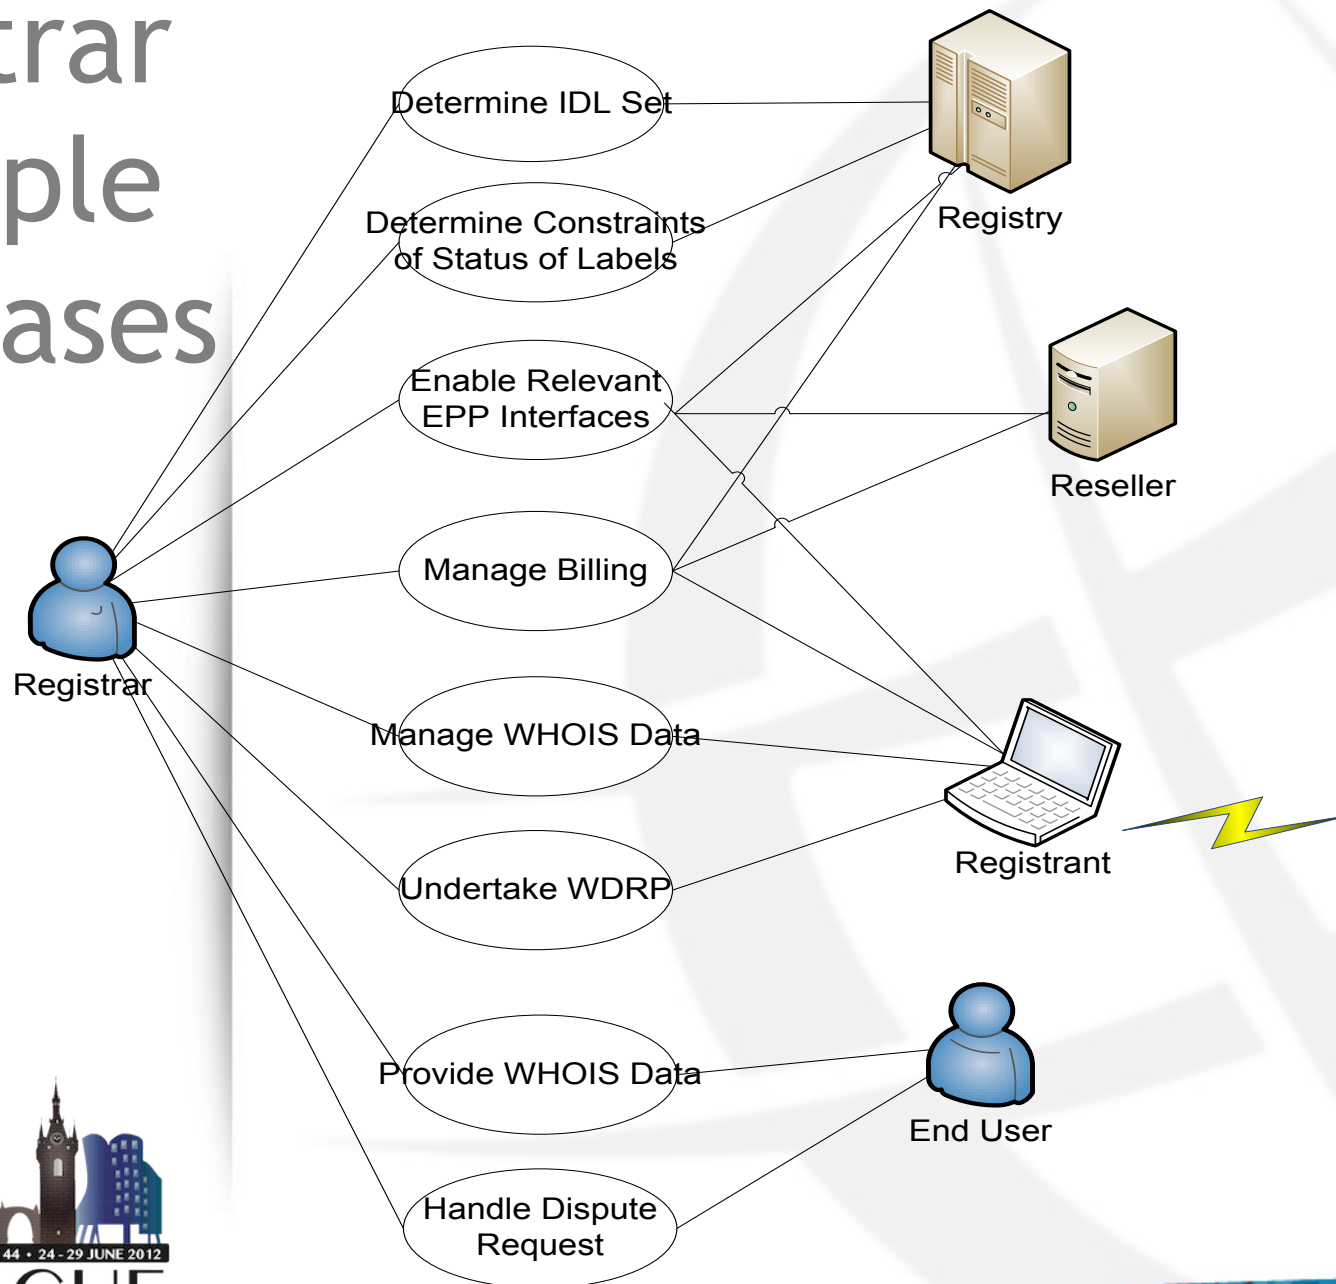 trar
ple
ases
Determine IDL Set
Determine Constraints
of Status of Labels
Enable Relevant
EPP Interfaces
Manage Billing
Manage WHOIS Data
Undertake WDRP
Provide WHOIS Data
Handle Dispute
Request
Registrar
Registry
Reseller
Registrant
End User
44 • 24-29 JUNE 2012